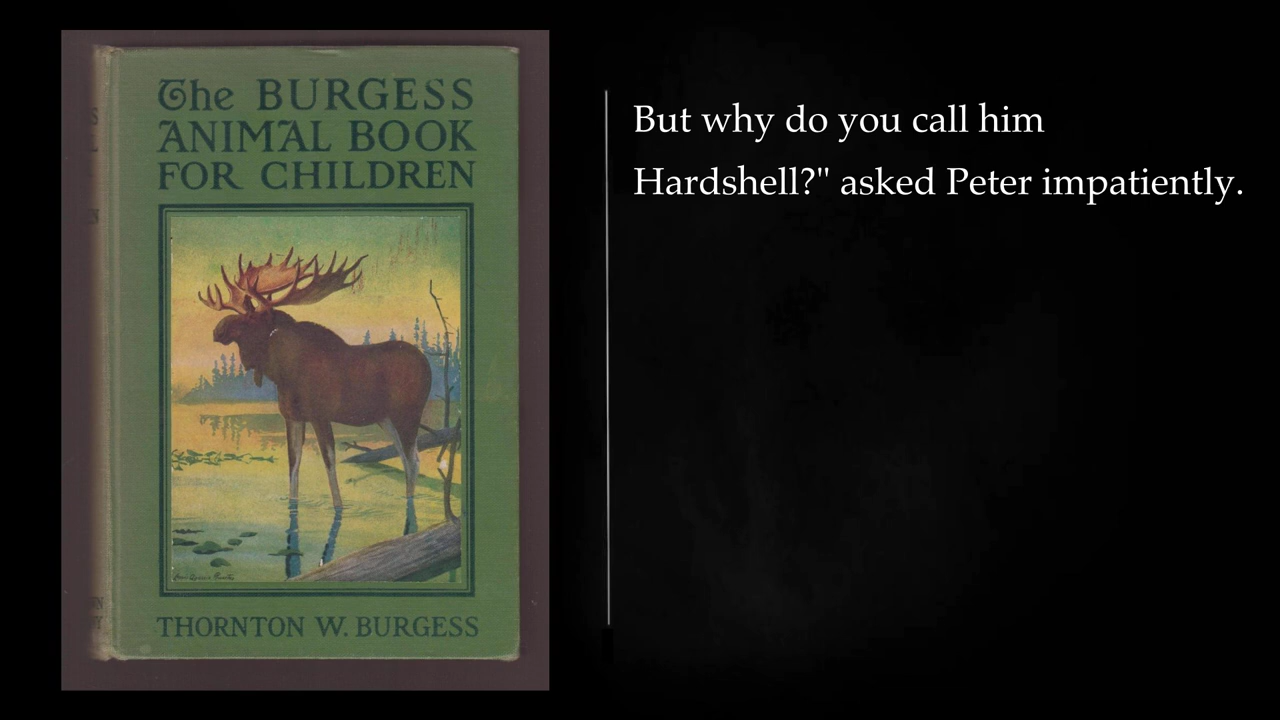 The BURGESS
ANIMAL BOOK
FOR CHILDREN
THORNTON W. BURGESS
But why do you call him
Hardshell?" asked Peter impatiently.